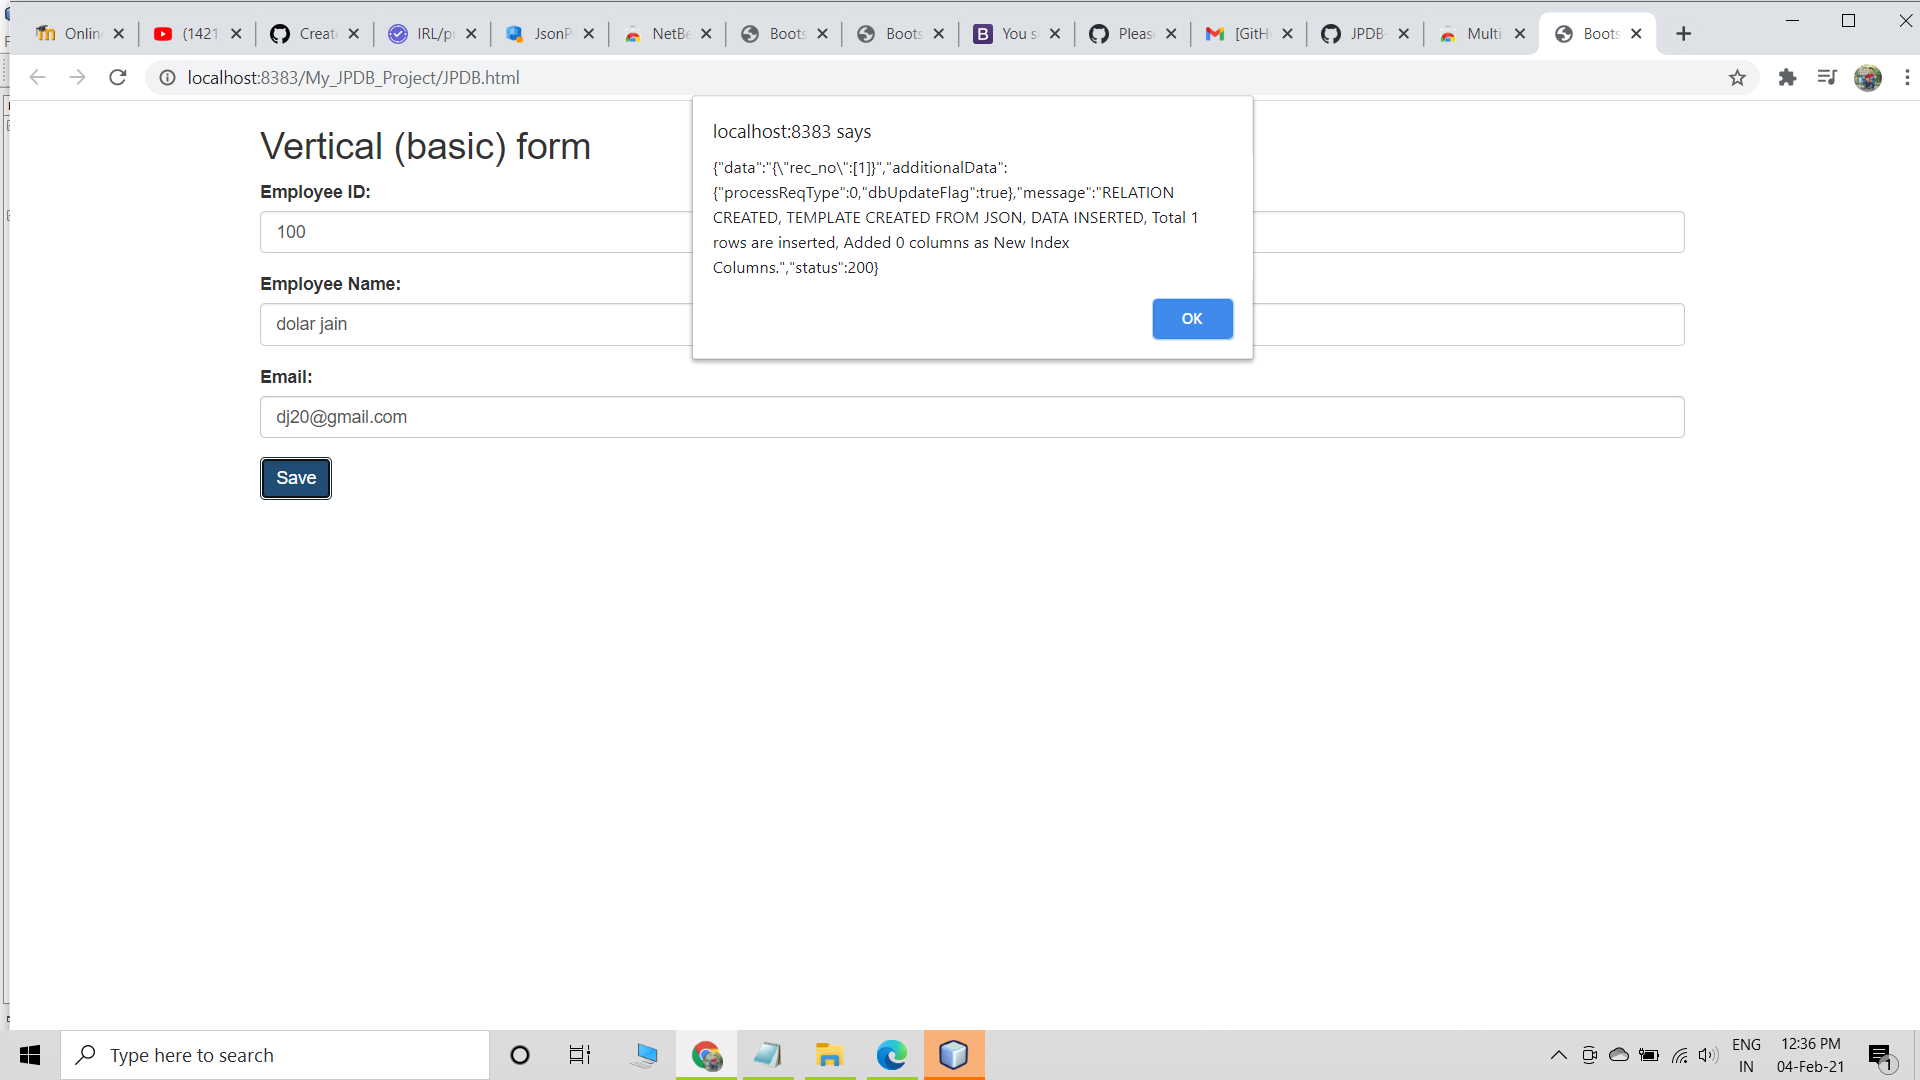 Onlin
(1421
Creat
IRL/p
JsonP
NetBe
Boots
Boots
You s
Pleas
[GitH
JPDB-
Multi
Boots
localhost:8383/My_JPDB_Project/JPDB.html
localhost:8383 says
{"data":"{\"rec_no\":[1]}","additionalData":
{"processReqType":0,"dbUpdateFlag":true},"message":"RELATION
CREATED, TEMPLATE CREATED FROM JSON, DATA INSERTED, Total 1
rows are inserted, Added 0 columns as New Index
Columns.","status":200}
OK
Vertical (basic) form
Employee ID:
100
Employee Name:
dolar jain
Email:
dj20@gmail.com
Save
Type here to search
ENG
IN
12:36 PM
04-Feb-21
1